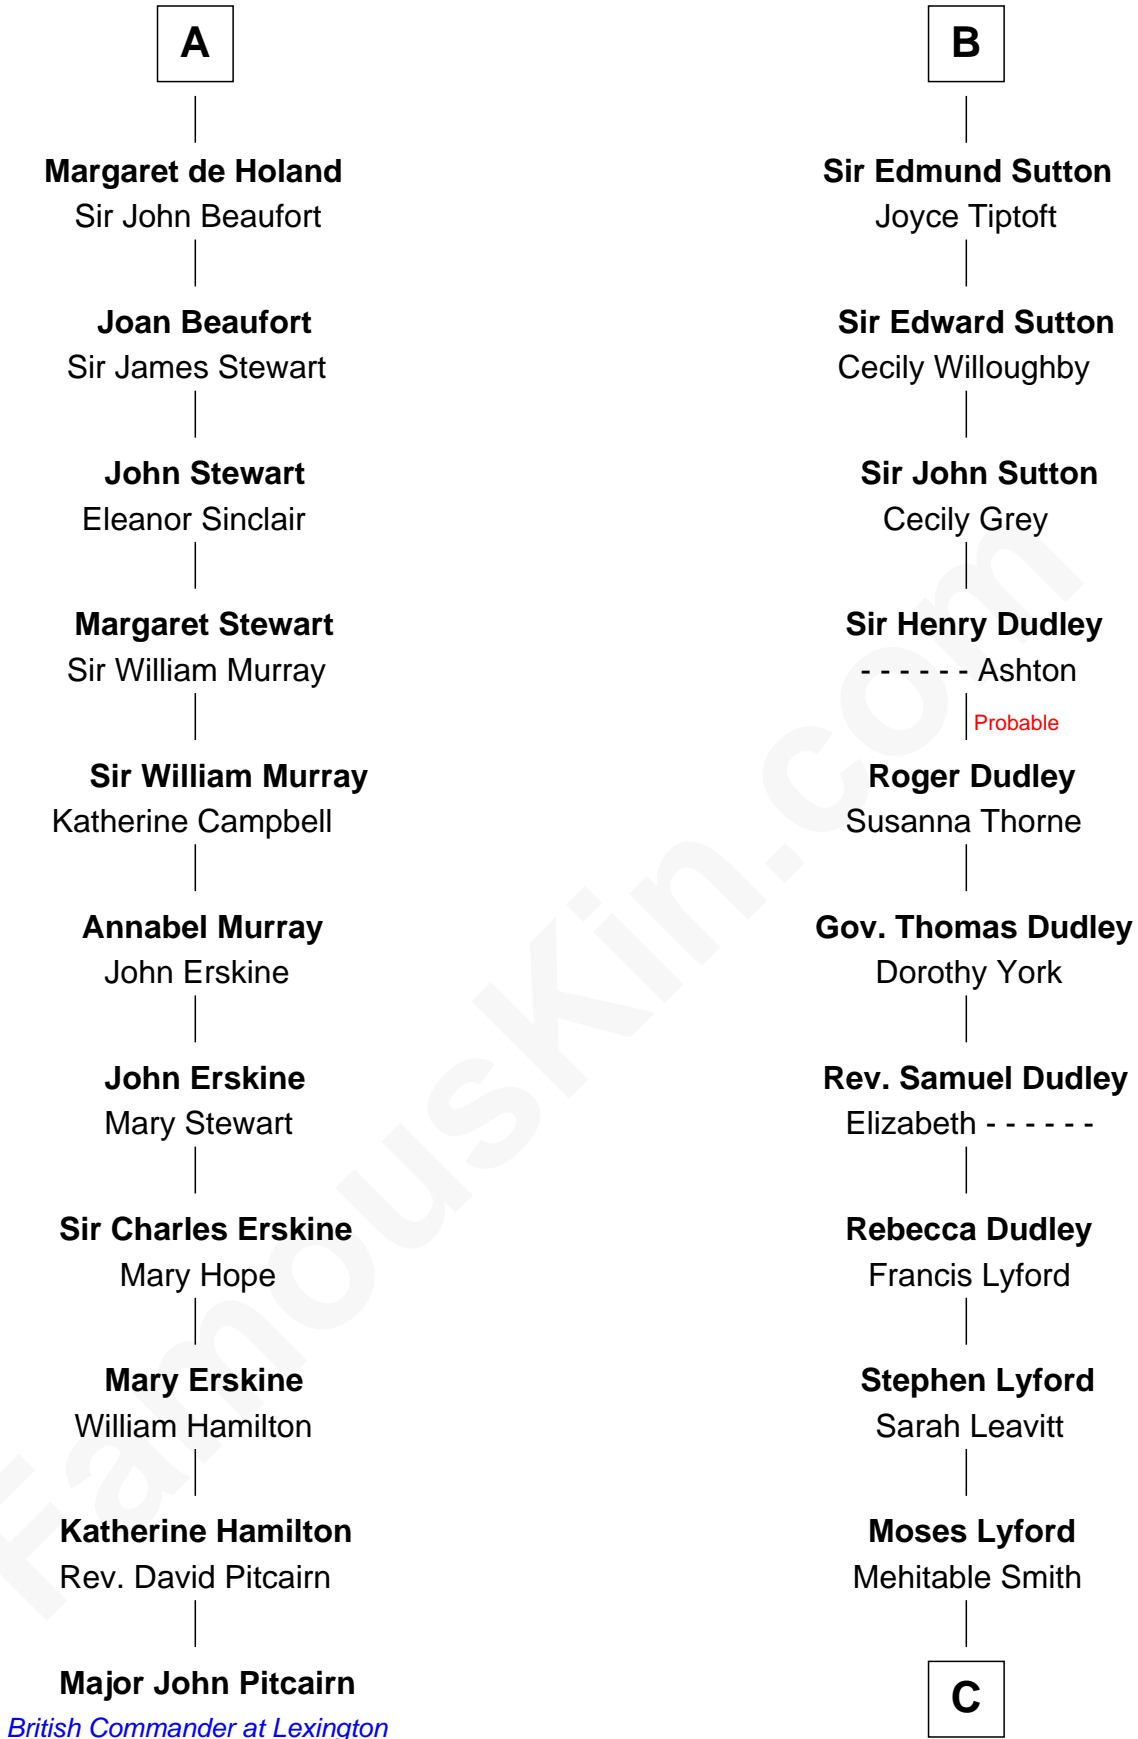 A
Margaret de Holand
Sir John Beaufort
Joan Beaufort
Sir James Stewart
John Stewart
Eleanor Sinclair
Margaret Stewart
Sir William Murray
Sir William Murray
Katherine Campbell
Annabel Murray
John Erskine
John Erskine
Mary Stewart
Sir Charles Erskine
Mary Hope
Mary Erskine
William Hamilton
Katherine Hamilton
Rev. David Pitcairn
Major John Pitcairn
British Commander at Lexington
B
Sir Edmund Sutton
Joyce Tiptoft
Sir Edward Sutton
Cecily Willoughby
Sir John Sutton
Cecily Grey
Sir Henry Dudley
- - - - - - Ashton
Probable
Roger Dudley
Susanna Thorne
Gov. Thomas Dudley
Dorothy York
Rev. Samuel Dudley
Elizabeth - - - - - -
Rebecca Dudley
Francis Lyford
Stephen Lyford
Sarah Leavitt
Moses Lyford
Mehitable Smith
C
FamousKin.com